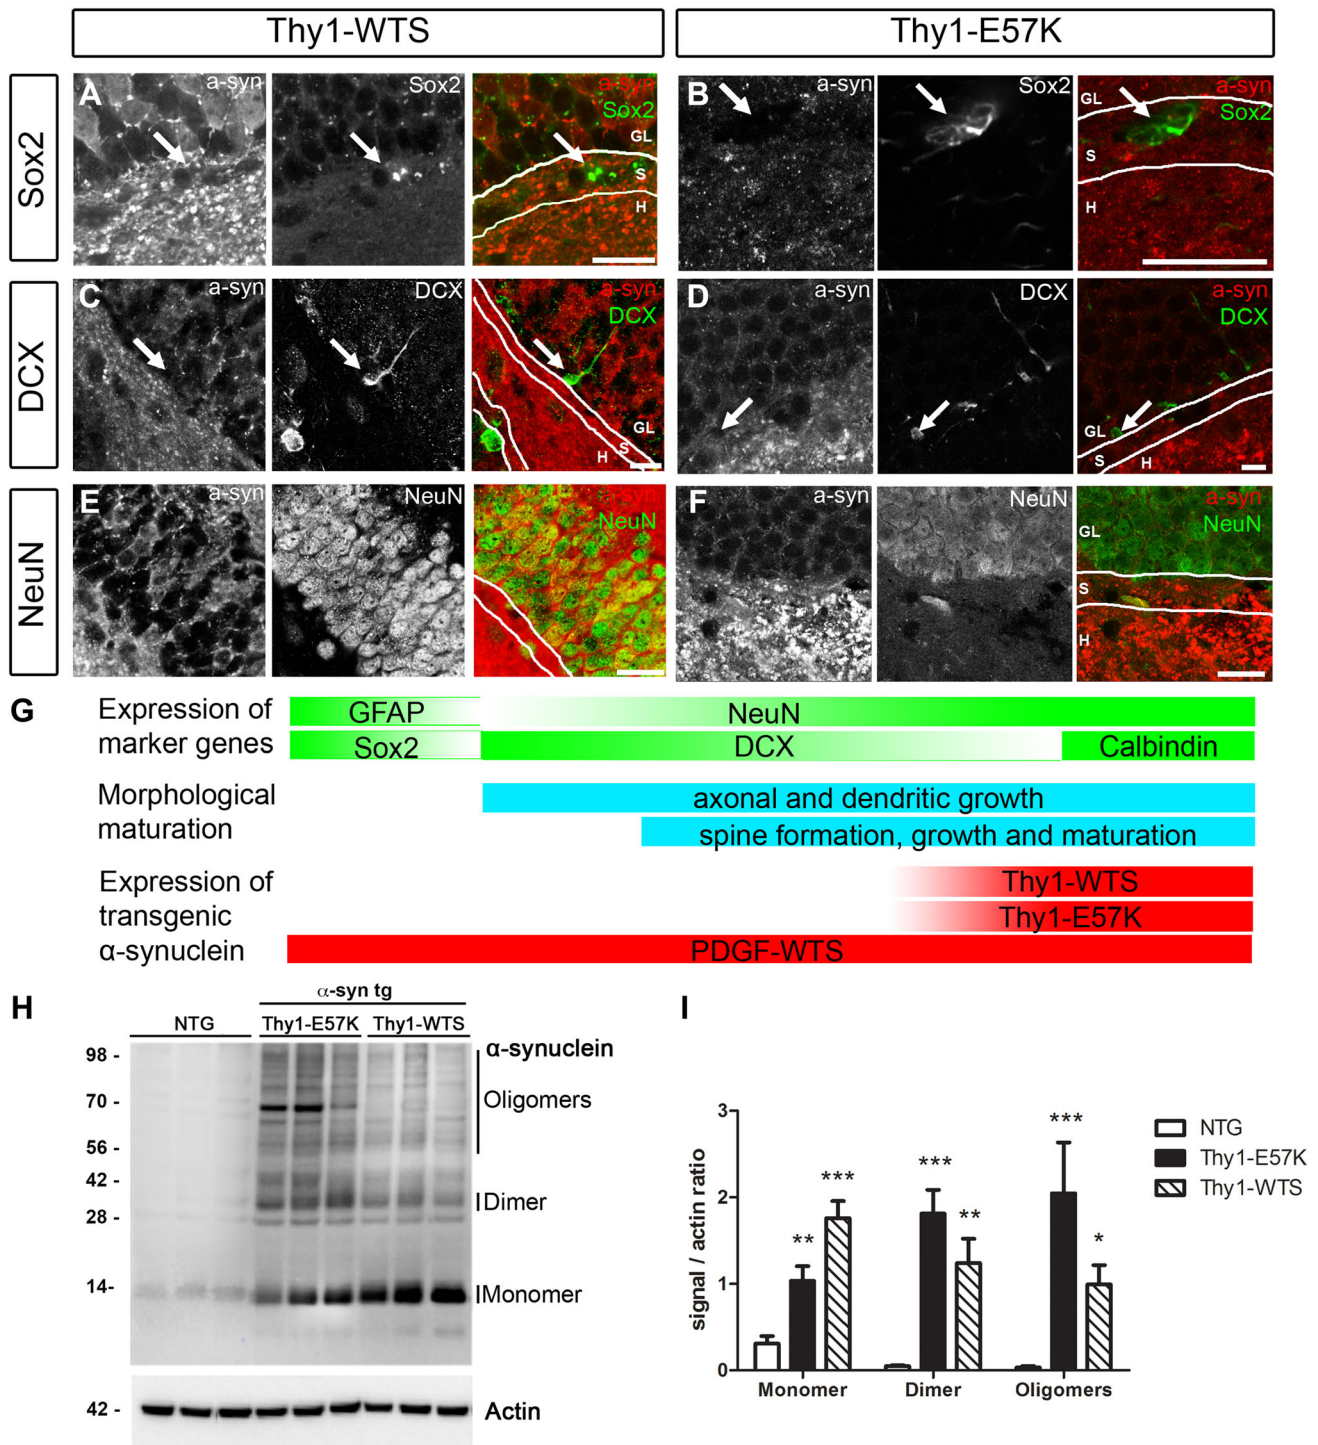 Thy1-WTS
Thy1-E57K
Sox2
A
a-syn
Sox2
a-syn
Sox2
GL
S
H
B
a-syn
Sox2
a-syn
Sox2
GL
S
H
DCX
C
a-syn
DCX
a-syn
DCX
GL
S
H
D
a-syn
DCX
a-syn
DCX
GL
S
H
NeuN
E
a-syn
NeuN
a-syn
NeuN
F
a-syn
NeuN
a-syn
NeuN
GL
S
H
G
Expression of
marker genes
GFAP
NeuN
Sox2
DCX
Calbindin
Morphological
maturation
axonal and dendritic growth
spine formation, growth and maturation
Expression of
transgenic
α-synuclein
Thy1-WTS
Thy1-E57K
PDGF-WTS
H
α-syn tg
NTG
Thy1-E57K
Thy1-WTS
98 -
70 -
56 -
42 -
28 -
14-
α-synuclein
Oligomers
Dimer
Monomer
42 -
Actin
I
signal / actin ratio
3
2
1
0
**
***
***
**
***
*
Monomer
Dimer
Oligomers
NTG
Thy1-E57K
Thy1-WTS